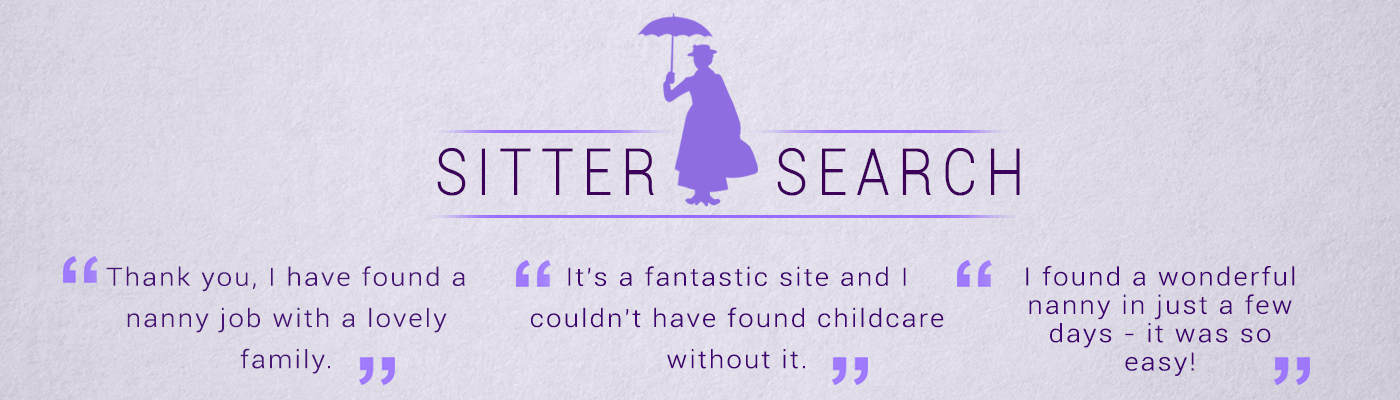 SITTER SEARCH
“Thank you, I have found a
nanny job with a lovely
family.”
“It's a fantastic site and I
couldn't have found childcare
without it.”
“I found a wonderful
nanny in just a few
days - it was so
easy!”